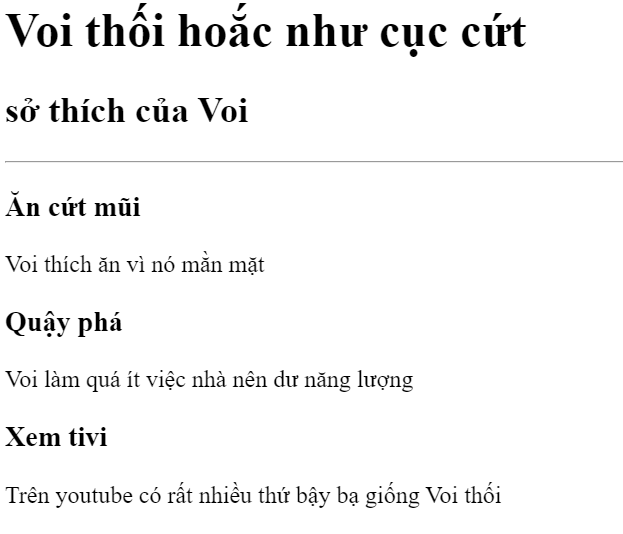 Voi thối hoắc như cục cứt
sở thích của Voi
Ăn cứt mũi
Voi thích ăn vì nó mằn mặt
Quậy phá
Voi làm quá ít việc nhà nên dư năng lượng
Xem tivi
Trên youtube có rất nhiều thứ bậy bạ giống Voi thối